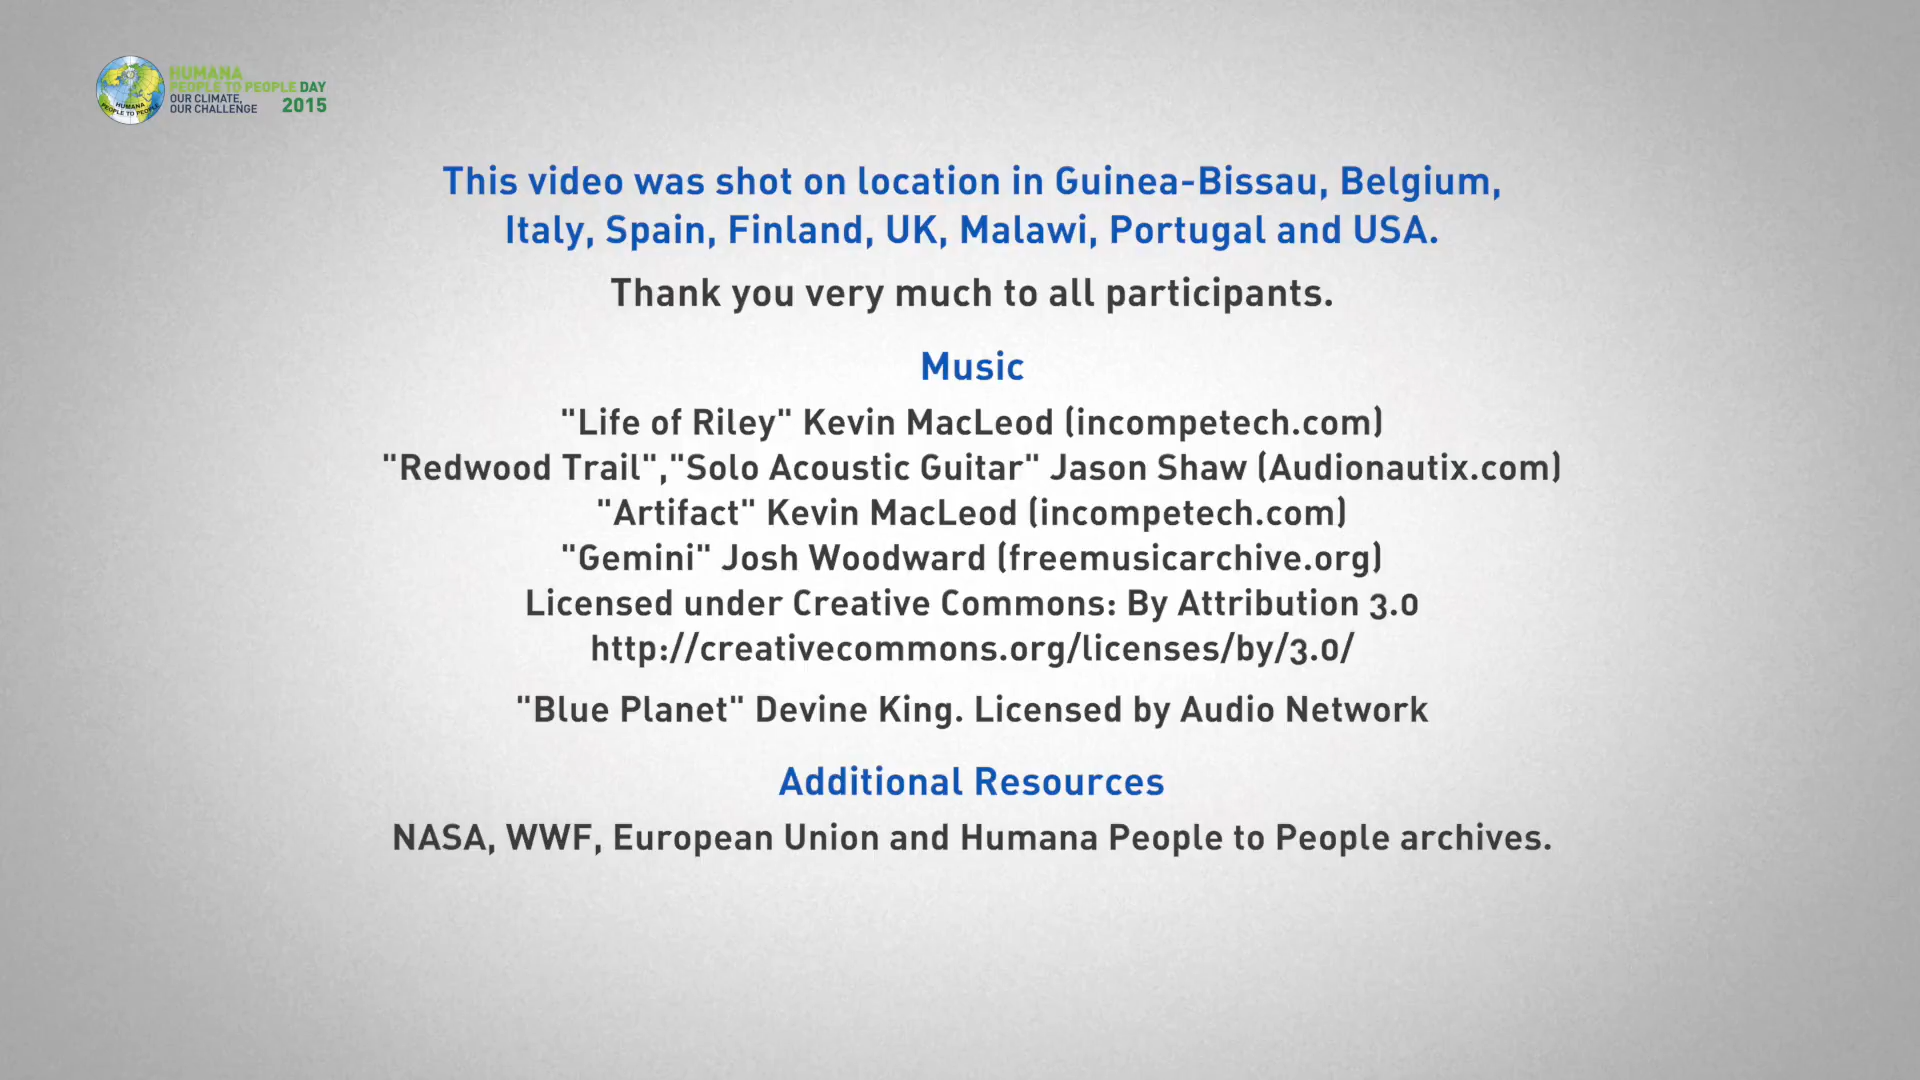 HUMANA
PEOPLE TO PEOPLE DAY
OUR CLIMATE,
OUR CHALLENGE 2015
HUMANA
PEOPLE TO PEOPLE
This video was shot on location in Guinea-Bissau, Belgium,
Italy, Spain, Finland, UK, Malawi, Portugal and USA.
Thank you very much to all participants.
Music
"Life of Riley" Kevin MacLeod (incompetech.com)
"Redwood Trail","Solo Acoustic Guitar" Jason Shaw (Audionautix.com)
"Artifact" Kevin MacLeod (incompetech.com)
"Gemini" Josh Woodward (freemusicarchive.org)
Licensed under Creative Commons: By Attribution 3.0
http://creativecommons.org/licenses/by/3.0/
"Blue Planet" Devine King. Licensed by Audio Network
Additional Resources
NASA, WWF, European Union and Humana People to People archives.